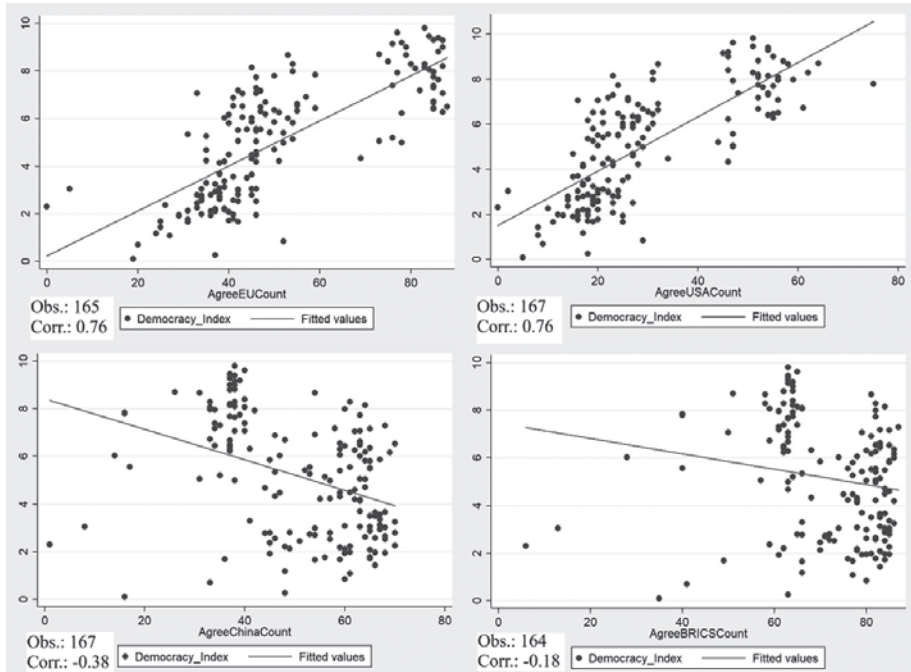 10
8
6
4
2
0
0 20 40 60 80
AgreeEUCount
Obs.: 165
Corr.: 0.76
Democracy_Index Fitted values
10
8
6
4
2
0
0 20 40 60 80
AgreeUSACount
Obs.: 167
Corr.: 0.76
Democracy_Index Fitted values
10
8
6
4
2
0
0 20 40 60 80
AgreeChinaCount
Obs.: 167
Corr.: -0.38
Democracy_Index Fitted values
10
8
6
4
2
0
0 20 40 60 80
AgreeBRICSCount
Obs.: 164
Corr.: -0.18
Democracy_Index Fitted values